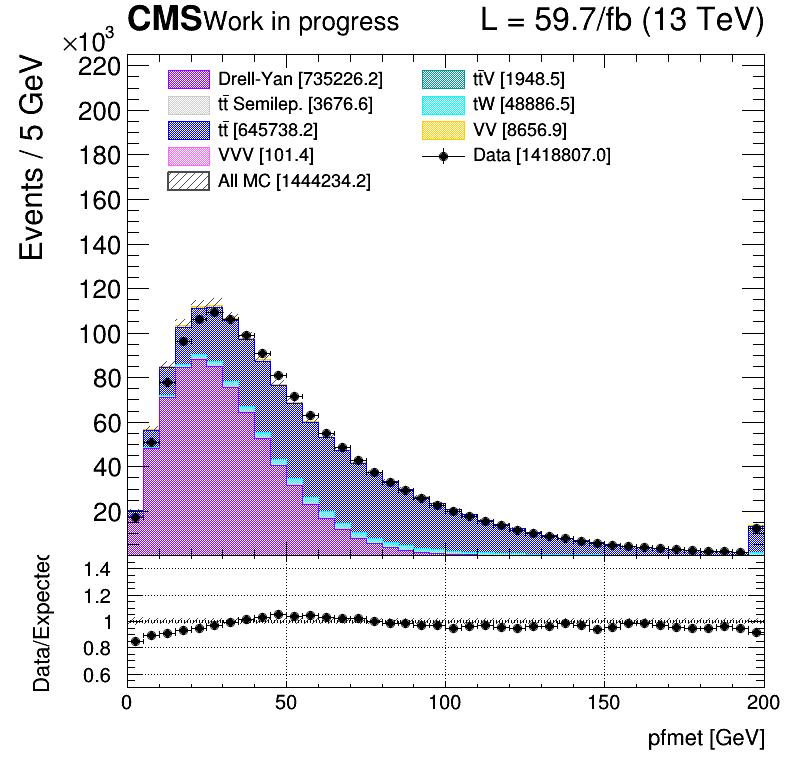 CMS Work in progress L = 59.7/fb (13 TeV)
×10³
220
200
180
160
140
120
100
80
60
40
20
Events / 5 GeV
Drell-Yan [735226.2]
tt̄ Semilep. [3676.6]
tt̄ [645738.2]
VVV [101.4]
All MC [1444234.2]
tt̄V [1948.5]
tW [48886.5]
VV [8656.9]
Data [1418807.0]
Data/Expected
1.4
1.2
1
0.8
0.6
0 50 100 150 200
pfmet [GeV]